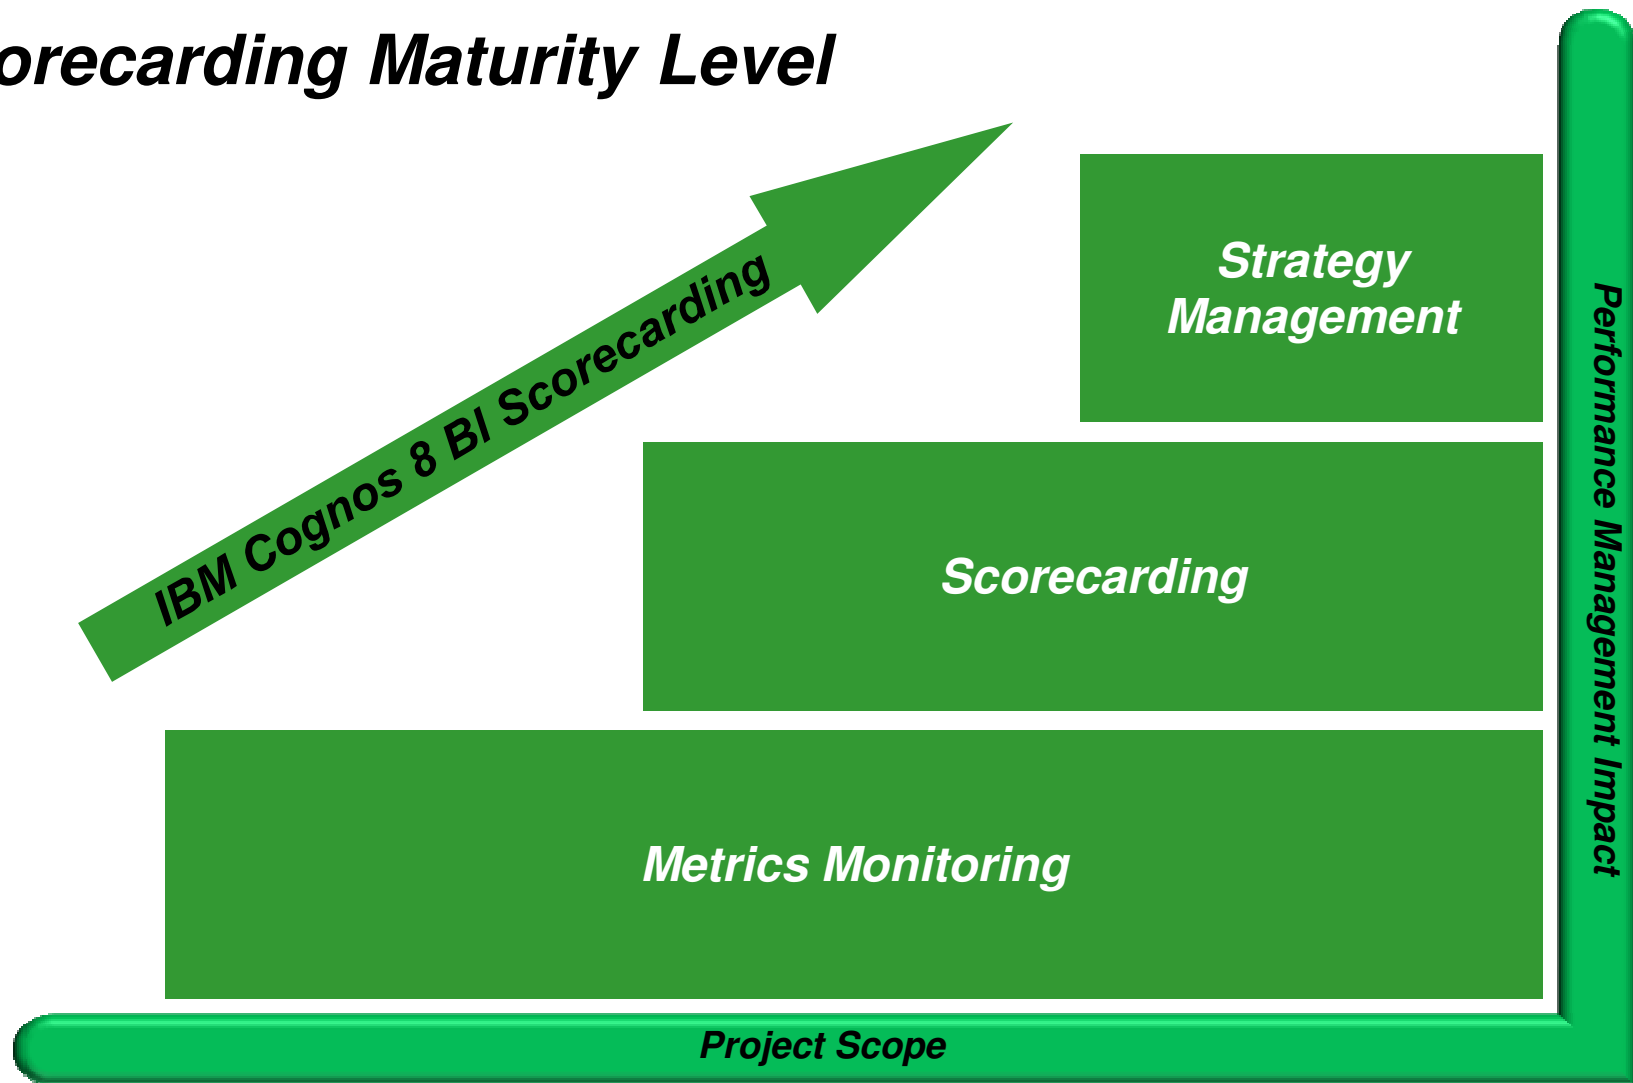 orecarding Maturity Level
IBM Cognos 8 BI Scorecarding
Strategy
Management
Scorecarding
Metrics Monitoring
Performance Management Impact
Project Scope